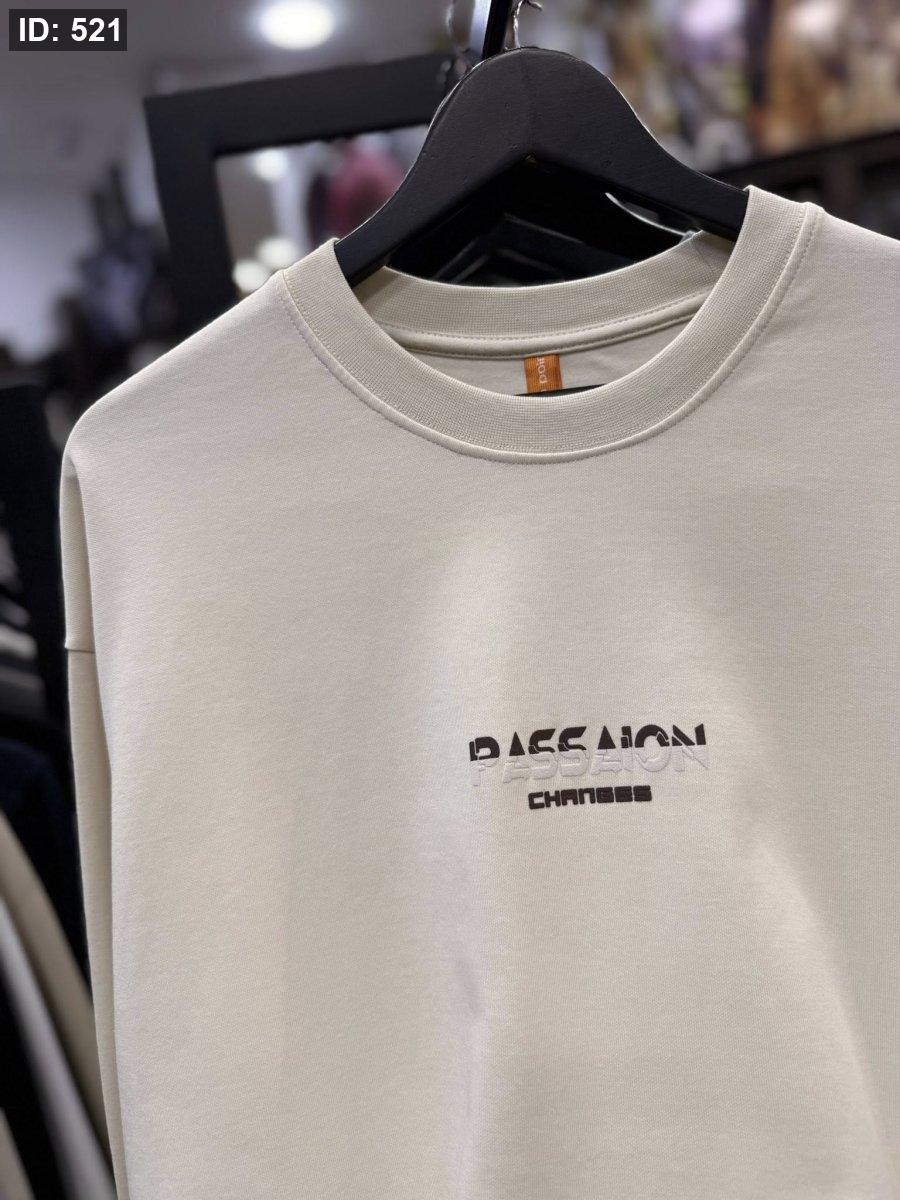 ID: 521
PASSAION
CHANGES